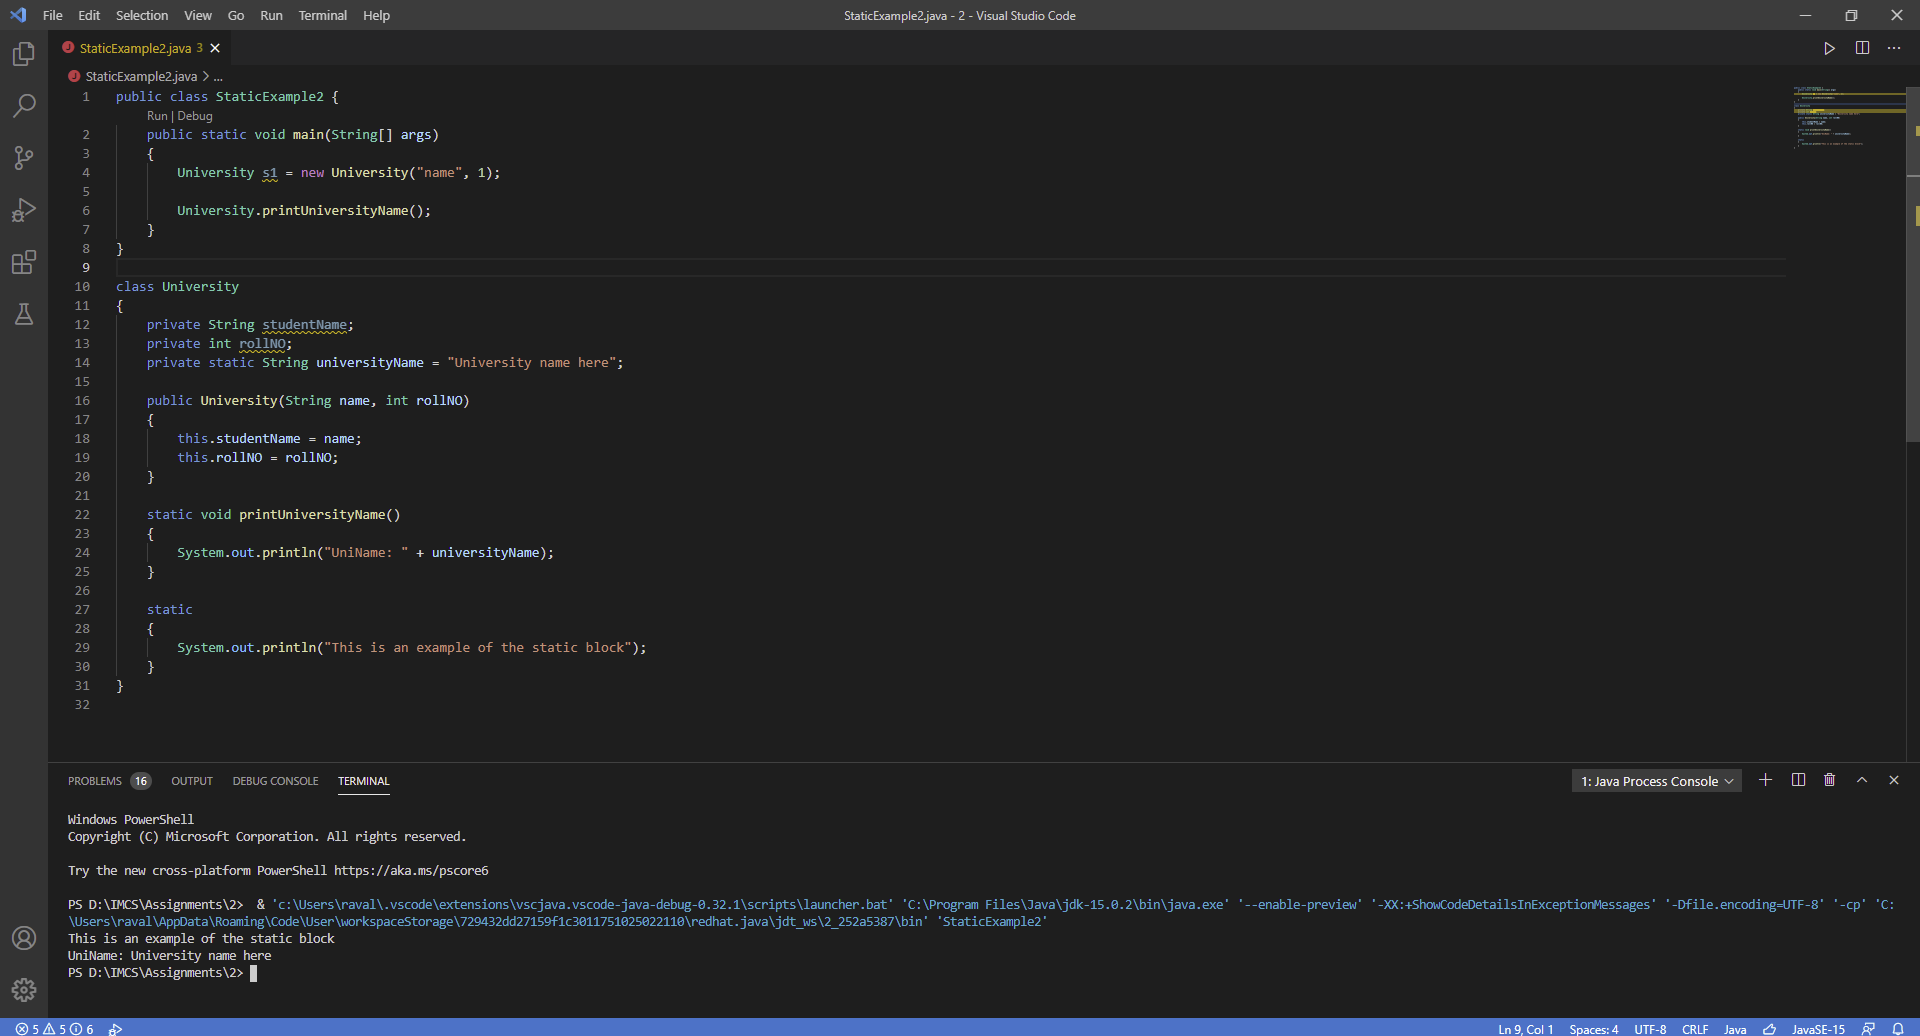 File Edit Selection View Go Run Terminal Help
StaticExample2.java - 2 - Visual Studio Code
StaticExample2.java 3
StaticExample2.java > ...
1 public class StaticExample2 {
Run | Debug
2 public static void main(String[] args)
3 {
4 University s1 = new University("name", 1);
5
6 University.printUniversityName();
7 }
8 }
9
10 class University
11 {
12 private String studentName;
13 private int rollNO;
14 private static String universityName = "University name here";
15
16 public University(String name, int rollNO)
17 {
18 this.studentName = name;
19 this.rollNO = rollNO;
20 }
21
22 static void printUniversityName()
23 {
24 System.out.println("UniName: " + universityName);
25 }
26
27 static
28 {
29 System.out.println("This is an example of the static block");
30 }
31 }
32
PROBLEMS 16 OUTPUT DEBUG CONSOLE TERMINAL
1: Java Process Console
Windows PowerShell
Copyright (C) Microsoft Corporation. All rights reserved.
Try the new cross-platform PowerShell https://aka.ms/pscore6
PS D:\IMCS\Assignments\2> & 'c:\Users\raval\.vscode\extensions\vscjava.vscode-java-debug-0.32.1\scripts\launcher.bat' 'C:\Program Files\Java\jdk-15.0.2\bin\java.exe' '--enable-preview' '-XX:+ShowCodeDetailsInExceptionMessages' '-Dfile.encoding=UTF-8' '-cp' 'C:
\Users\raval\AppData\Roaming\Code\User\workspaceStorage\729432dd27159f1c3011751025022110\redhat.java\jdt_ws\2_252a5387\bin' 'StaticExample2'
This is an example of the static block
UniName: University name here
PS D:\IMCS\Assignments\2>
5 5 6
Ln 9, Col 1 Spaces: 4 UTF-8 CRLF Java JavaSE-15